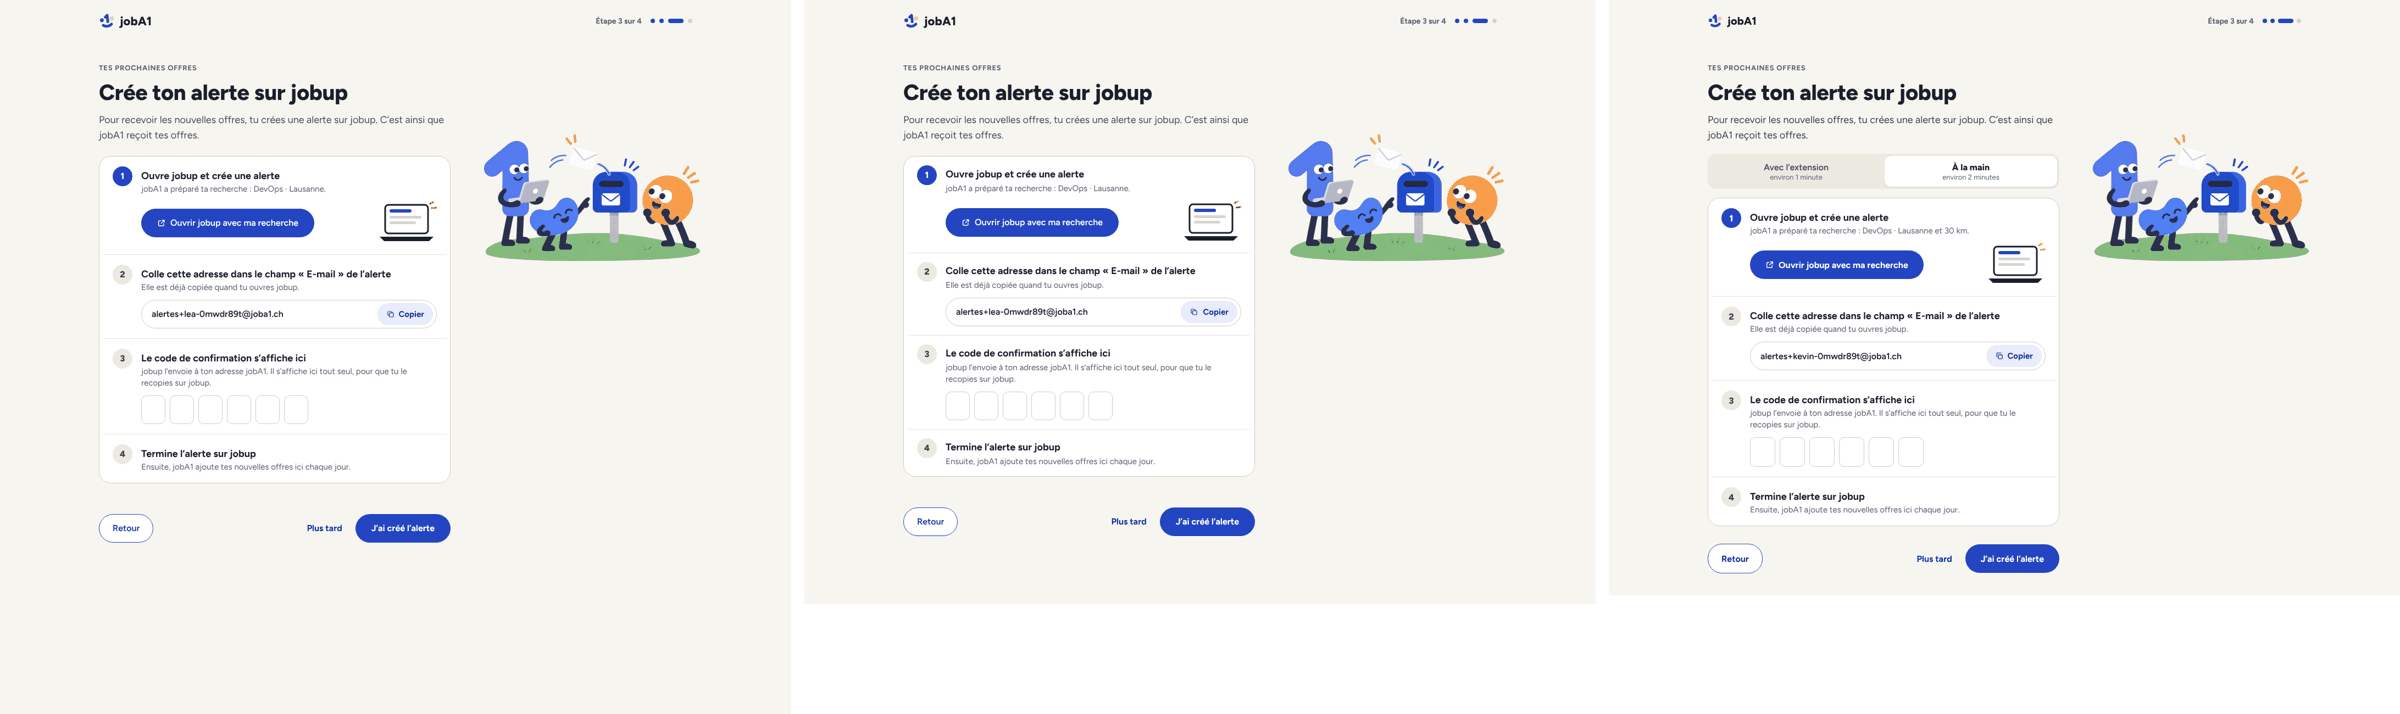 jobA1
Étape 3 sur 4
TES PROCHAINES OFFRES
Crée ton alerte sur jobup
Pour recevoir les nouvelles offres, tu crées une alerte sur jobup. C’est ainsi que
jobA1 reçoit tes offres.
1
Ouvre jobup et crée une alerte
jobA1 a préparé ta recherche : DevOps · Lausanne.
Ouvrir jobup avec ma recherche
2
Colle cette adresse dans le champ « E-mail » de l’alerte
Elle est déjà copiée quand tu ouvres jobup.
alertes+lea-0mwdr89t@joba1.ch
Copier
3
Le code de confirmation s’affiche ici
jobup l’envoie à ton adresse jobA1. Il s’affiche ici tout seul, pour que tu le
recopies sur jobup.
4
Termine l’alerte sur jobup
Ensuite, jobA1 ajoute tes nouvelles offres ici chaque jour.
Retour
Plus tard
J’ai créé l’alerte
jobA1
Étape 3 sur 4
TES PROCHAINES OFFRES
Crée ton alerte sur jobup
Pour recevoir les nouvelles offres, tu crées une alerte sur jobup. C’est ainsi que
jobA1 reçoit tes offres.
1
Ouvre jobup et crée une alerte
jobA1 a préparé ta recherche : DevOps · Lausanne.
Ouvrir jobup avec ma recherche
2
Colle cette adresse dans le champ « E-mail » de l’alerte
Elle est déjà copiée quand tu ouvres jobup.
alertes+lea-0mwdr89t@joba1.ch
Copier
3
Le code de confirmation s’affiche ici
jobup l’envoie à ton adresse jobA1. Il s’affiche ici tout seul, pour que tu le
recopies sur jobup.
4
Termine l’alerte sur jobup
Ensuite, jobA1 ajoute tes nouvelles offres ici chaque jour.
Retour
Plus tard
J’ai créé l’alerte
jobA1
Étape 3 sur 4
TES PROCHAINES OFFRES
Crée ton alerte sur jobup
Pour recevoir les nouvelles offres, tu crées une alerte sur jobup. C’est ainsi que
jobA1 reçoit tes offres.
Avec l’extension
environ 1 minute
À la main
environ 2 minutes
1
Ouvre jobup et crée une alerte
jobA1 a préparé ta recherche : DevOps · Lausanne et 30 km.
Ouvrir jobup avec ma recherche
2
Colle cette adresse dans le champ « E-mail » de l’alerte
Elle est déjà copiée quand tu ouvres jobup.
alertes+kevin-0mwdr89t@joba1.ch
Copier
3
Le code de confirmation s’affiche ici
jobup l’envoie à ton adresse jobA1. Il s’affiche ici tout seul, pour que tu le
recopies sur jobup.
4
Termine l’alerte sur jobup
Ensuite, jobA1 ajoute tes nouvelles offres ici chaque jour.
Retour
Plus tard
J’ai créé l’alerte